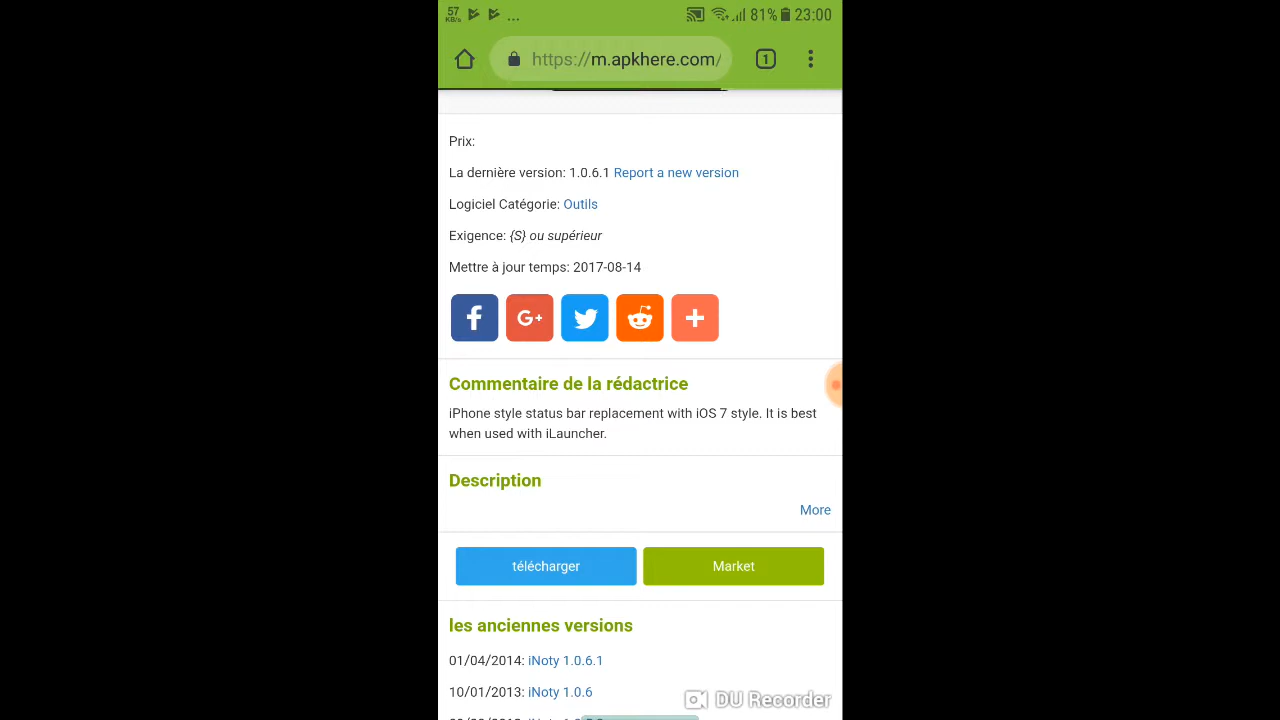 57
KB/s
...
81% 23:00
https://m.apkhere.com/
1
Prix:
La dernière version: 1.0.6.1 Report a new version
Logiciel Catégorie: Outils
Exigence: {S} ou supérieur
Mettre à jour temps: 2017-08-14
f
G+
Commentaire de la rédactrice
iPhone style status bar replacement with iOS 7 style. It is best
when used with iLauncher.
Description
More
télécharger
Market
les anciennes versions
01/04/2014: iNoty 1.0.6.1
10/01/2013: iNoty 1.0.6
DU Recorder